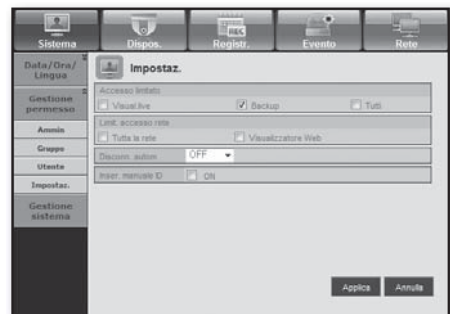 Sistema Dispos. Registr. Evento Rete
REC
Data/Ora/
Lingua
Gestione
permesso
Ammin
Gruppo
Utente
Impostaz.
Gestione
sistema
Impostaz.
Accesso limitato
Visual.live Backup Tutti
Limit. accesso rete
Tutta la rete Visualizzatore Web
Disconn. autom. OFF
Inser. manuale ID ON
Applica Annulla